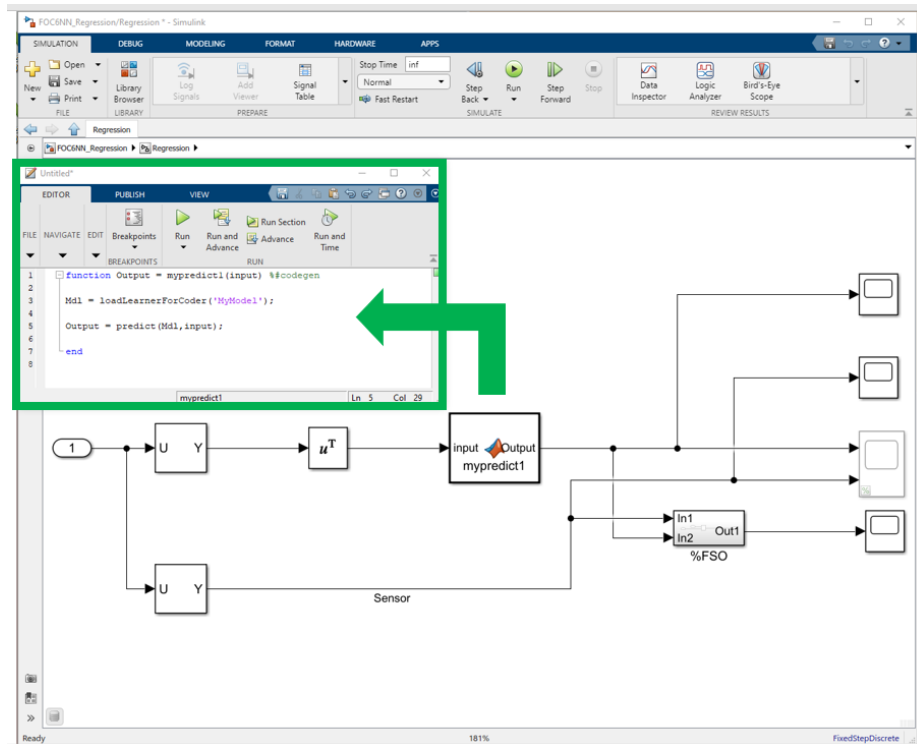 FOC6NN_Regression/Regression * - Simulink
SIMULATION DEBUG MODELING FORMAT HARDWARE APPS
New
Open
Save
Print
FILE
Library Browser
LIBRARY
Log Signals
Add Viewer
Signal Table
PREPARE
Stop Time inf
Normal
Fast Restart
Step Back
Run
Step Forward
Stop
SIMULATE
Data Inspector
Logic Analyzer
Bird's-Eye Scope
REVIEW RESULTS
Regression
FOC6NN_Regression Regression
Untitled*
EDITOR PUBLISH VIEW
FILE NAVIGATE EDIT
Breakpoints
BREAKPOINTS
Run
Run and Advance
Run Section
Advance
Run and Time
RUN
1 function Output = mypredict1(input) %#codegen
2
3 Mdl = loadLearnerForCoder('MyModel');
4
5 Output = predict(Mdl,input);
6
7 end
8
mypredict1 Ln 5 Col 29
1
U Y
uᵀ
input Output
mypredict1
In1
In2
Out1
%FSO
U Y
Sensor
Ready 181% FixedStepDiscrete